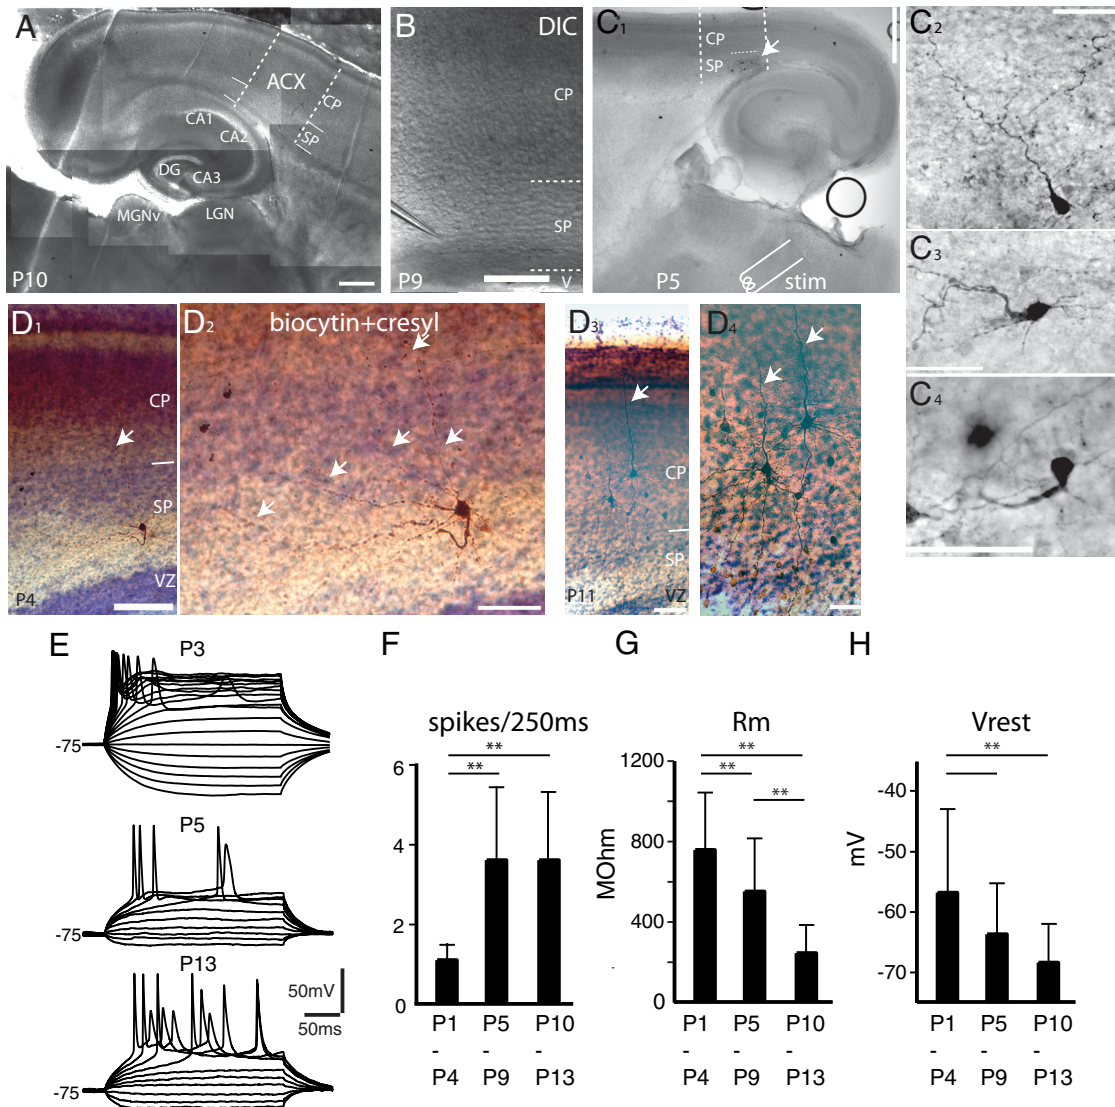 A
ACX
CP
SP
CA1
CA2
DG
CA3
MGNv
LGN
P10
B
DIC
CP
SP
P9
V
C1
CP
SP
P5
8
stim
C2
C3
C4
D1
CP
SP
P4
VZ
D2
biocytin+cresyl
D3
CP
SP
P11
VZ
D4
E
P3
-75
P5
-75
P13
50mV
50ms
-75
F
spikes/250ms
**
**
6
4
2
0
P1 P5 P10
- - -
P4 P9 P13
G
Rm
**
**
**
1200
800
400
0
MOhm
P1 P5 P10
- - -
P4 P9 P13
H
Vrest
**
-40
-50
-60
-70
mV
P1 P5 P10
- - -
P4 P9 P13